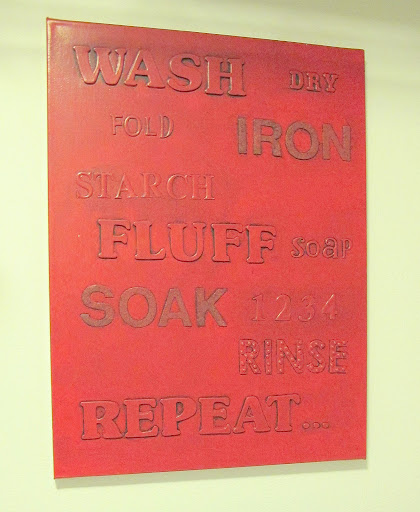 WASH DRY
FOLD
IRON
STARCH
FLUFF soap
SOAK 1234
RINSE
REPEAT...